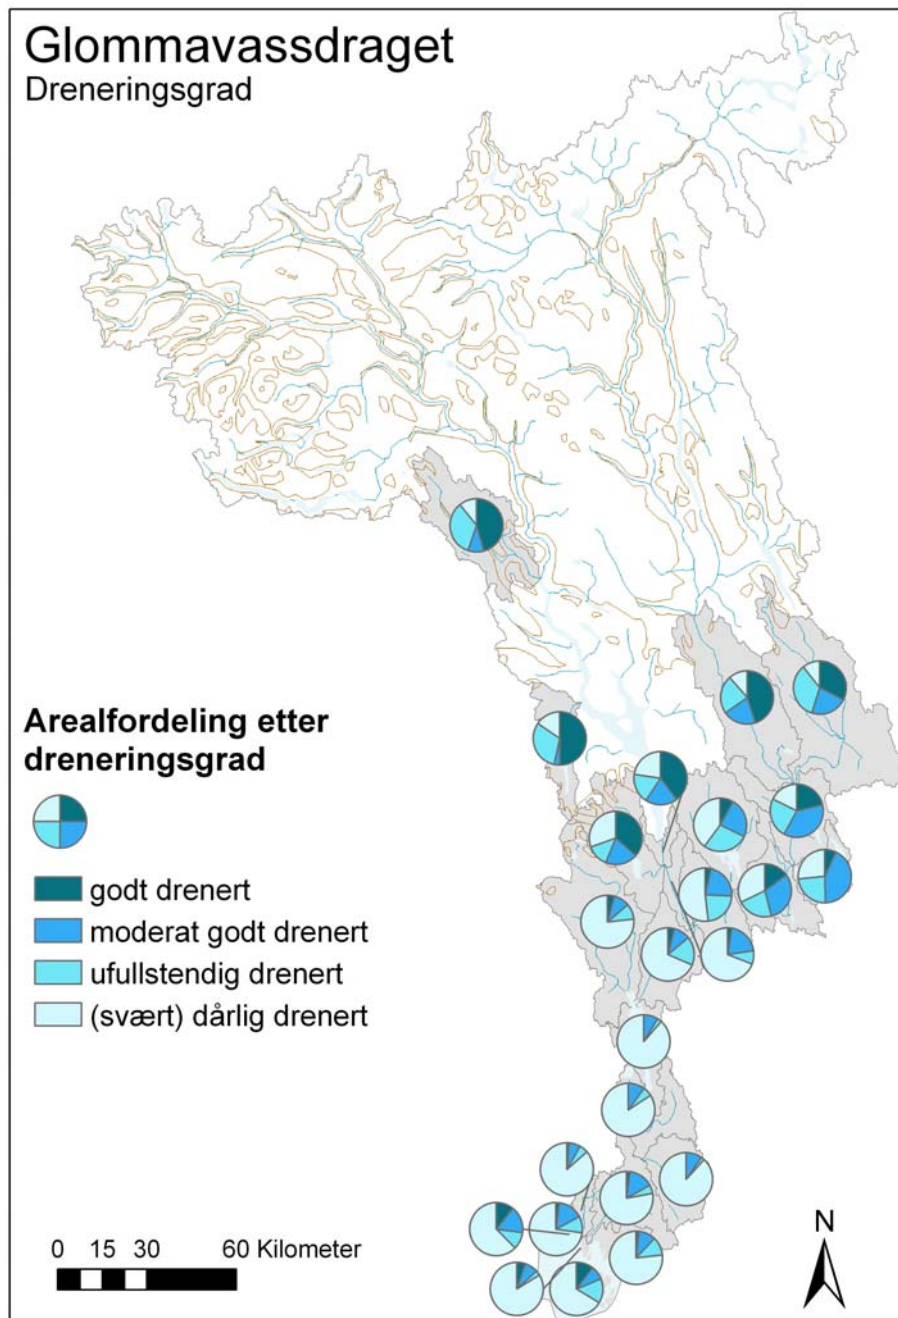 Glommavassdraget
Dreneringsgrad
Arealfordeling etter
dreneringsgrad
godt drenert
moderat godt drenert
ufullstendig drenert
(svært) dårlig drenert
0 15 30 60 Kilometer
N